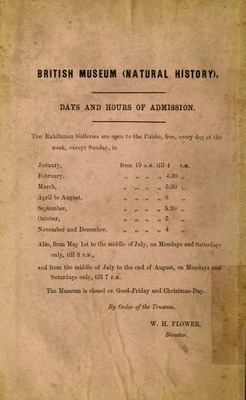 BRITISH MUSEUM (NATURAL HISTORY).
DAYS AND HOURS OF ADMISSION.
The Exhibition Galleries are open to the Public, free, every day of the
week, except Sunday, in
January, from 10 A.M. till 4 P.M.
February, „ „ „ „ 4.30 „
March, „ „ „ „ 5.30 „
April to August, „ „ „ „ 6 „
September, „ „ „ „ 5.30 „
October, „ „ „ „ 5 „
November and December, „ „ „ „ 4 „
Also, from May 1st to the middle of July, on Mondays and Saturdays
only, till 8 P.M.,
and from the middle of July to the end of August, on Mondays and
Saturdays only, till 7 P.M.
The Museum is closed on Good-Friday and Christmas-Day.
By Order of the Trustees,
W. H. FLOWER,
Director.